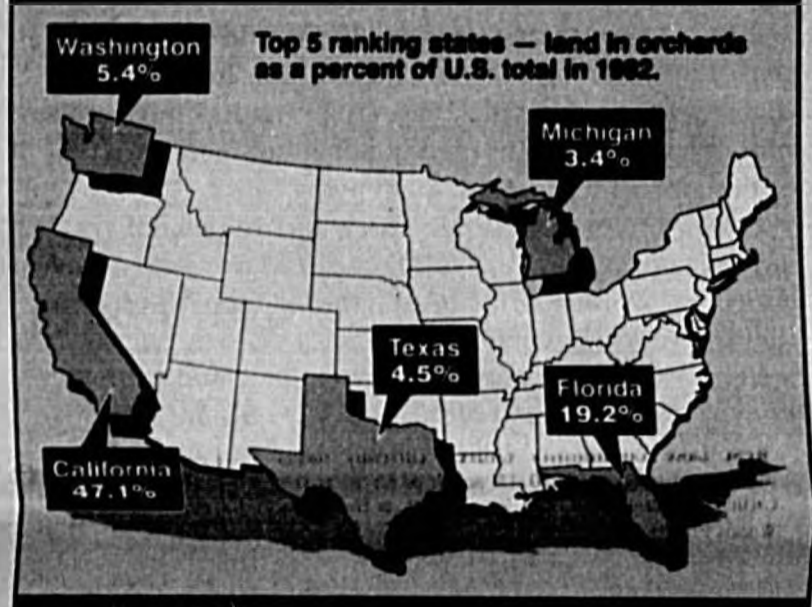 Top 5 ranking states — land in orchards
as a percent of U.S. total in 1982.
Washington
5.4%
Michigan
3.4%
Texas
4.5%
Florida
19.2%
California
47.1%